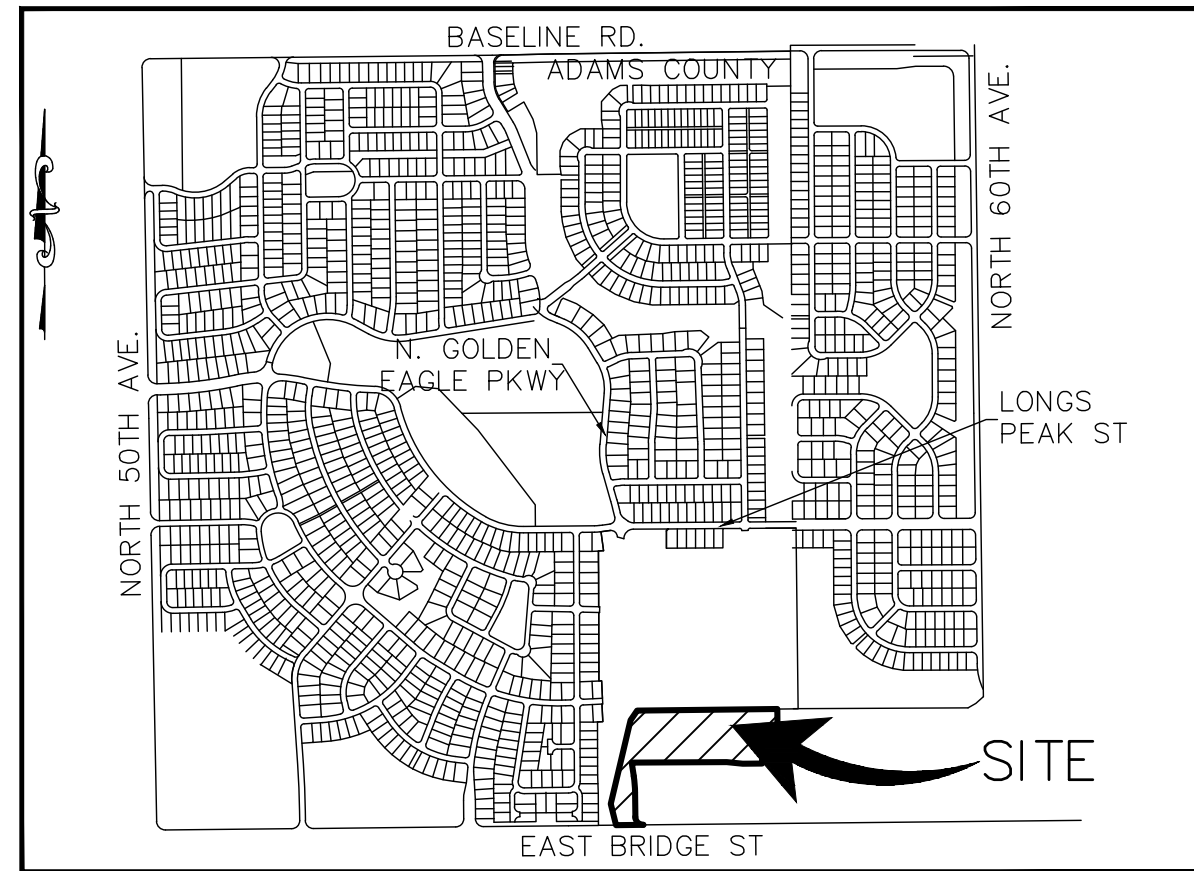 BASELINE RD.
ADAMS COUNTY
NORTH 60TH AVE.
N. GOLDEN
EAGLE PKWY
NORTH 50TH AVE.
LONGS
PEAK ST
SITE
EAST BRIDGE ST